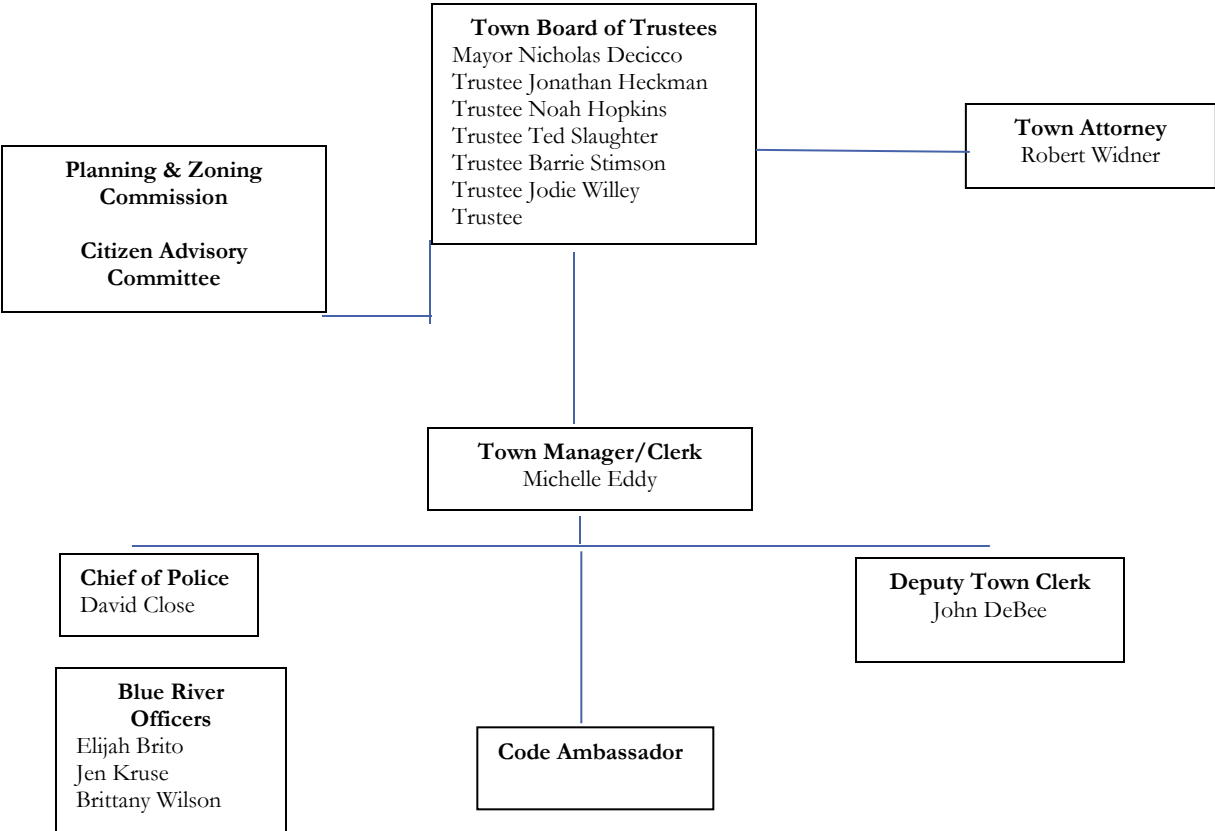 Town Board of Trustees
Mayor Nicholas Decicco
Trustee Jonathan Heckman
Trustee Noah Hopkins
Trustee Ted Slaughter
Trustee Barrie Stimson
Trustee Jodie Willey
Trustee
Town Attorney
Robert Widner
Planning & Zoning
Commission
Citizen Advisory
Committee
Town Manager/Clerk
Michelle Eddy
Chief of Police
David Close
Deputy Town Clerk
John DeBee
Blue River
Officers
Elijah Brito
Jen Kruse
Brittany Wilson
Code Ambassador